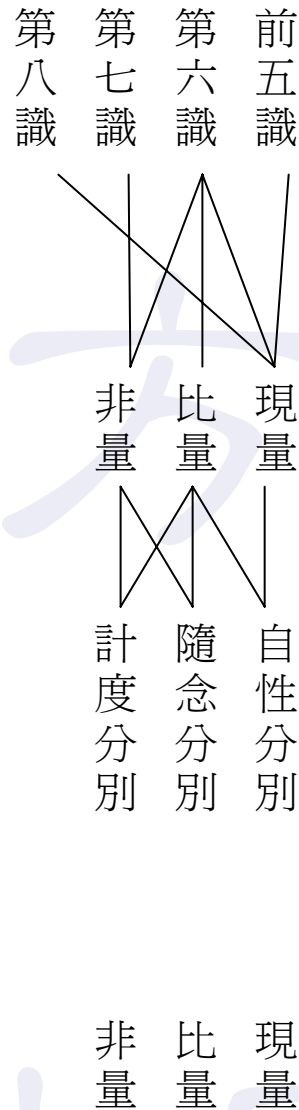 前五識
第六識
第七識
第八識
現量
比量
非量
自性分別
隨念分別
計度分別
現量
比量
非量